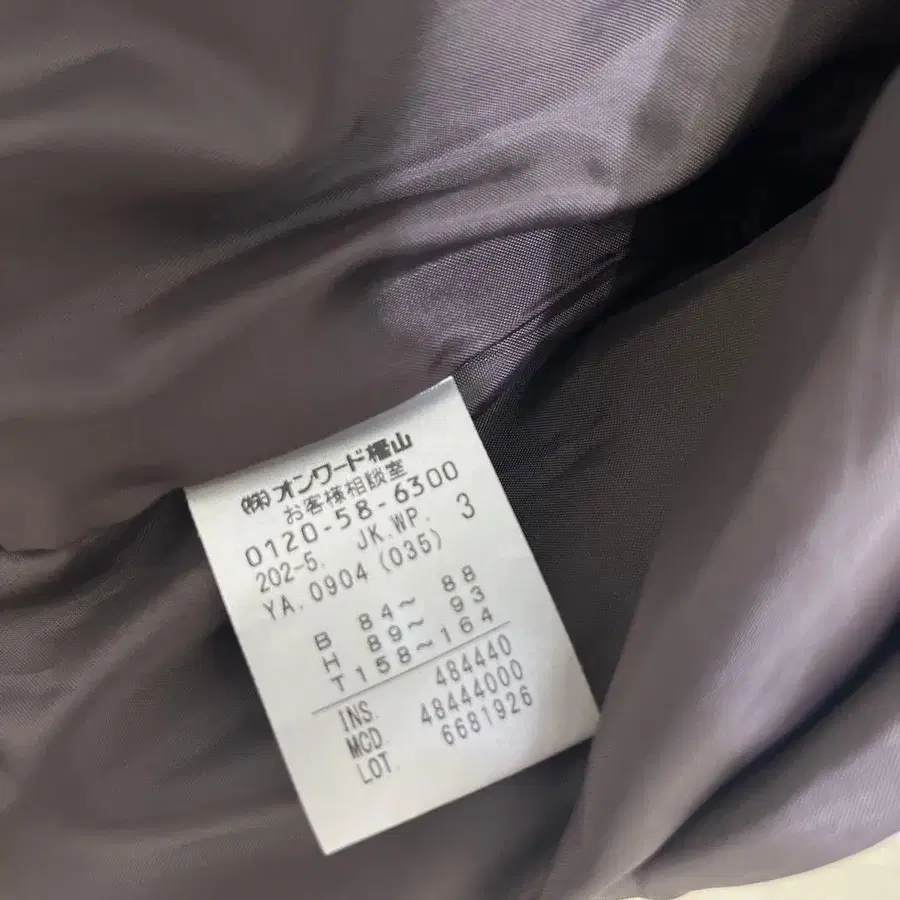 ㈱オンワード樫山
お客様相談室
0120-58-6300
202-5. JK.WP. 3
YA.0904 (035)
B 84～ 88
H 89～ 93
T158～164
INS. 484440
MCD. 48444000
LOT. 6681926